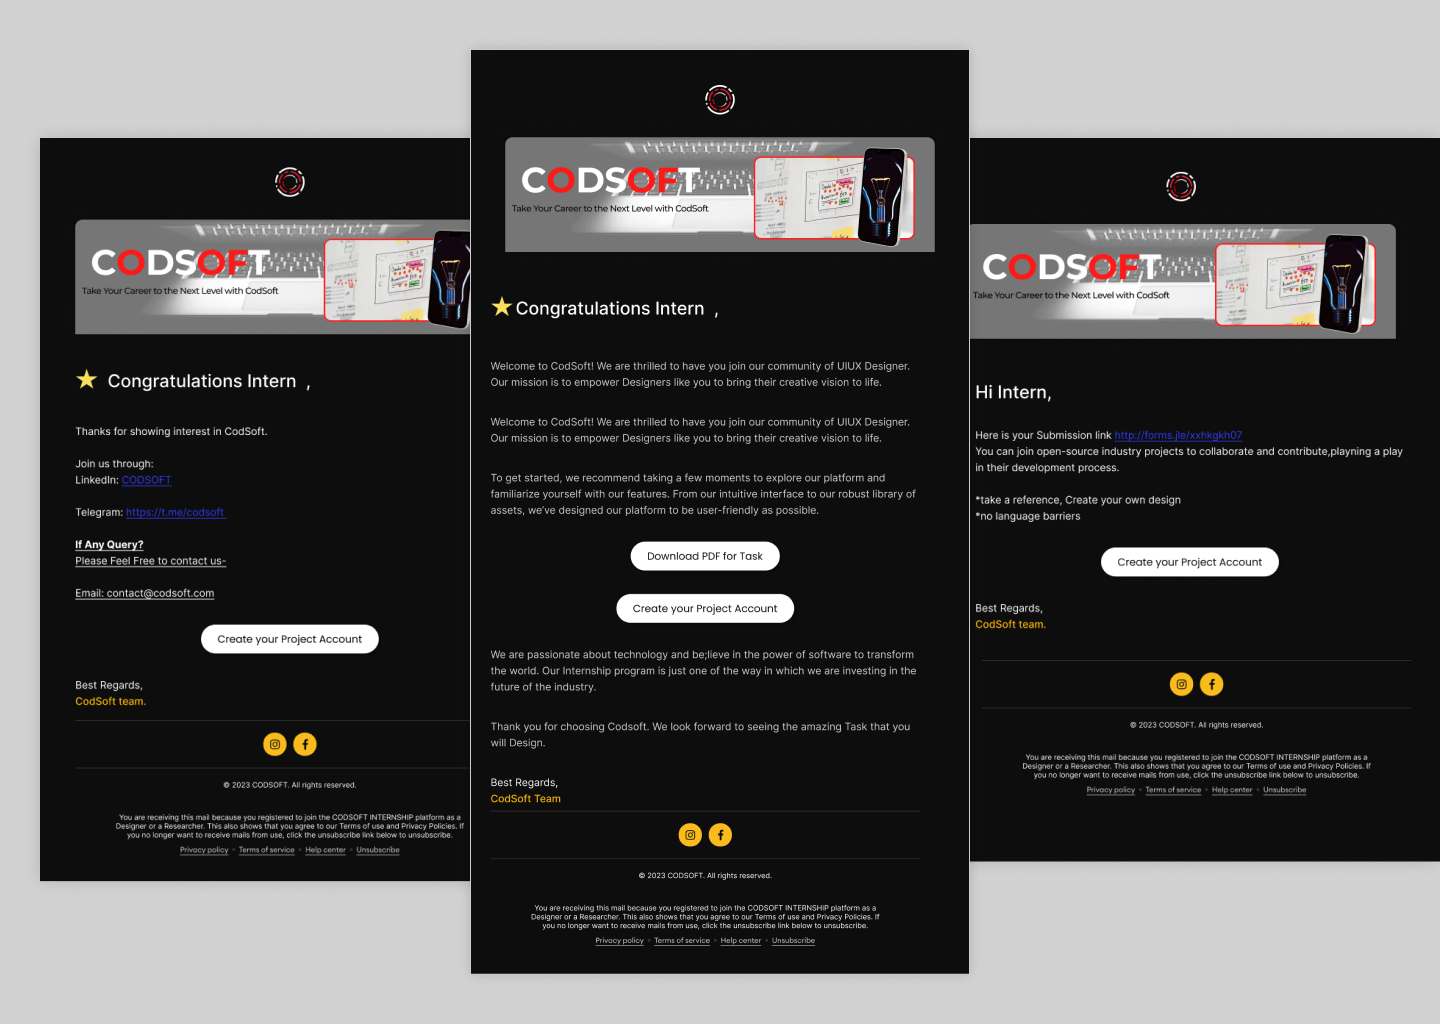 CODSOFT
Take Your Career to the Next Level with CodSoft
Congratulations Intern ,
Thanks for showing interest in CodSoft.
Join us through:
LinkedIn: CODSOFT
Telegram: https://t.me/codsoft
If Any Query?
Please Feel Free to contact us-
Email: contact@codsoft.com
Create your Project Account
Best Regards,
CodSoft team.
© 2023 CODSOFT. All rights reserved.
You are receiving this mail because you registered to join the CODSOFT INTERNSHIP platform as a
Designer or a Researcher. This also shows that you agree to our Terms of use and Privacy Policies. If
you no longer want to receive mails from use, click the unsubscribe link below to unsubscribe.
Privacy policy • Terms of service • Help center • Unsubscribe
CODSOFT
Take Your Career to the Next Level with CodSoft
Congratulations Intern ,
Welcome to CodSoft! We are thrilled to have you join our community of UIUX Designer.
Our mission is to empower Designers like you to bring their creative vision to life.
Welcome to CodSoft! We are thrilled to have you join our community of UIUX Designer.
Our mission is to empower Designers like you to bring their creative vision to life.
To get started, we recommend taking a few moments to explore our platform and
familiarize yourself with our features. From our intuitive interface to our robust library of
assets, we've designed our platform to be user-friendly as possible.
Download PDF for Task
Create your Project Account
We are passionate about technology and be;lieve in the power of software to transform
the world. Our Internship program is just one of the way in which we are investing in the
future of the industry.
Thank you for choosing Codsoft. We look forward to seeing the amazing Task that you
will Design.
Best Regards,
CodSoft Team
© 2023 CODSOFT. All rights reserved.
You are receiving this mail because you registered to join the CODSOFT INTERNSHIP platform as a
Designer or a Researcher. This also shows that you agree to our Terms of use and Privacy Policies. If
you no longer want to receive mails from use, click the unsubscribe link below to unsubscribe.
Privacy policy • Terms of service • Help center • Unsubscribe
CODSOFT
Take Your Career to the Next Level with CodSoft
Hi Intern,
Here is your Submission link http://forms.jle/xxhkgkh07
You can join open-source industry projects to collaborate and contribute,playning a play
in their development process.
*take a reference, Create your own design
*no language barriers
Create your Project Account
Best Regards,
CodSoft team.
© 2023 CODSOFT. All rights reserved.
You are receiving this mail because you registered to join the CODSOFT INTERNSHIP platform as a
Designer or a Researcher. This also shows that you agree to our Terms of use and Privacy Policies. If
you no longer want to receive mails from use, click the unsubscribe link below to unsubscribe.
Privacy policy • Terms of service • Help center • Unsubscribe